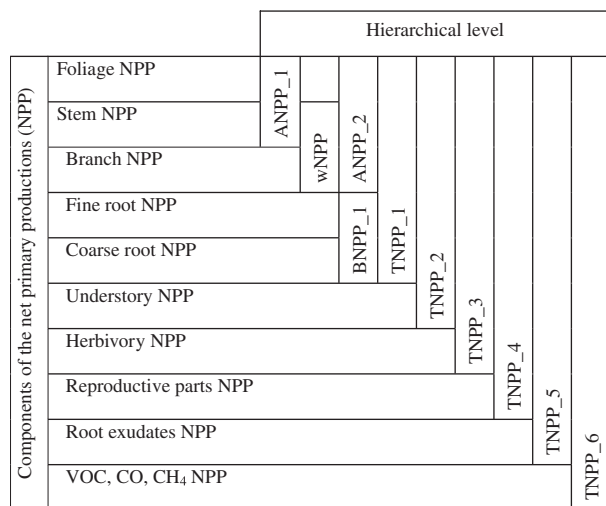 Hierarchical level
Components of the net primary productions (NPP)
Foliage NPP
Stem NPP
Branch NPP
Fine root NPP
Coarse root NPP
Understory NPP
Herbivory NPP
Reproductive parts NPP
Root exudates NPP
VOC, CO, CH₄ NPP
ANPP_1
wNPP
ANPP_2
BNPP_1
TNPP_1
TNPP_2
TNPP_3
TNPP_4
TNPP_5
TNPP_6